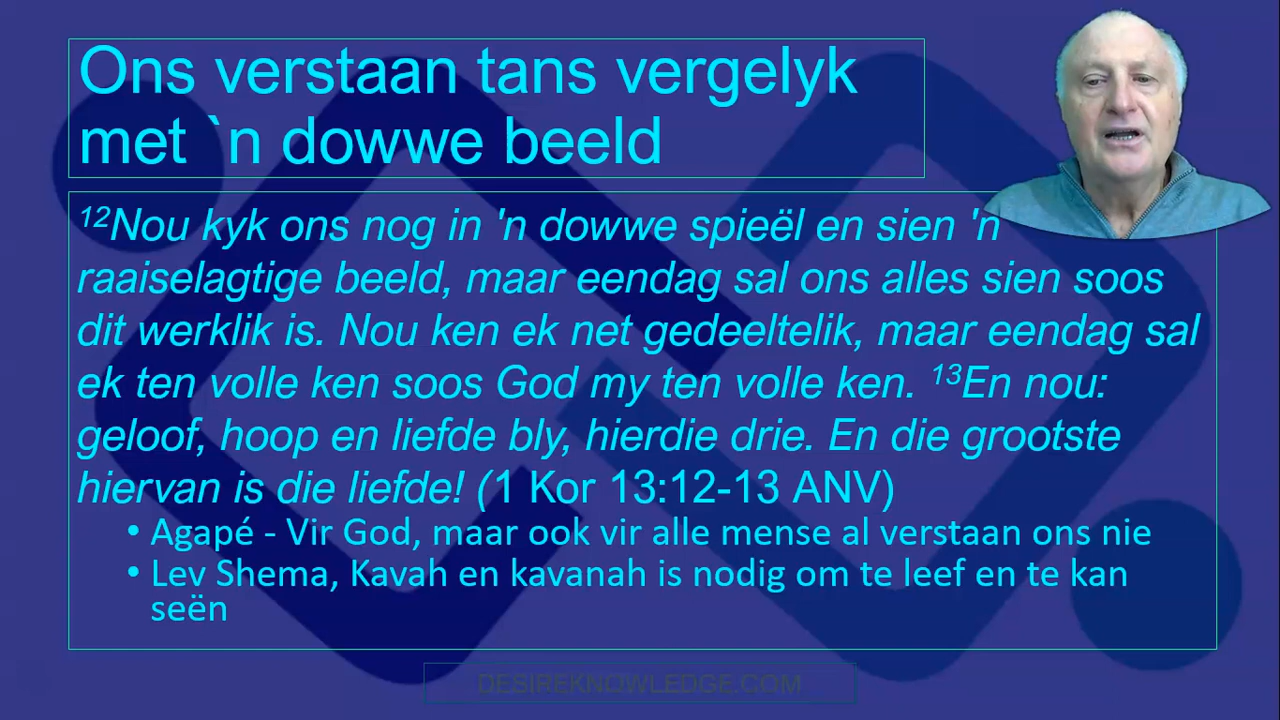 Ons verstaan tans vergelyk
met `n dowwe beeld
¹²Nou kyk ons nog in 'n dowwe spieël en sien 'n
raaiselagtige beeld, maar eendag sal ons alles sien soos
dit werklik is. Nou ken ek net gedeeltelik, maar eendag sal
ek ten volle ken soos God my ten volle ken. ¹³En nou:
geloof, hoop en liefde bly, hierdie drie. En die grootste
hiervan is die liefde! (1 Kor 13:12-13 ANV)
• Agapé - Vir God, maar ook vir alle mense al verstaan ons nie
• Lev Shema, Kavah en kavanah is nodig om te leef en te kan
seën
DESIREKNOWLEDGE.COM